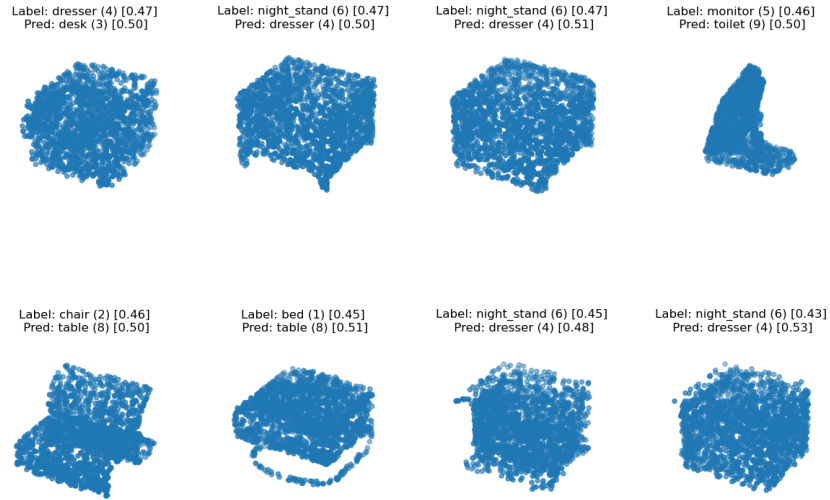 Label: dresser (4) [0.47]
Pred: desk (3) [0.50]
Label: night_stand (6) [0.47]
Pred: dresser (4) [0.50]
Label: night_stand (6) [0.47]
Pred: dresser (4) [0.51]
Label: monitor (5) [0.46]
Pred: toilet (9) [0.50]
Label: chair (2) [0.46]
Pred: table (8) [0.50]
Label: bed (1) [0.45]
Pred: table (8) [0.51]
Label: night_stand (6) [0.45]
Pred: dresser (4) [0.48]
Label: night_stand (6) [0.43]
Pred: dresser (4) [0.53]